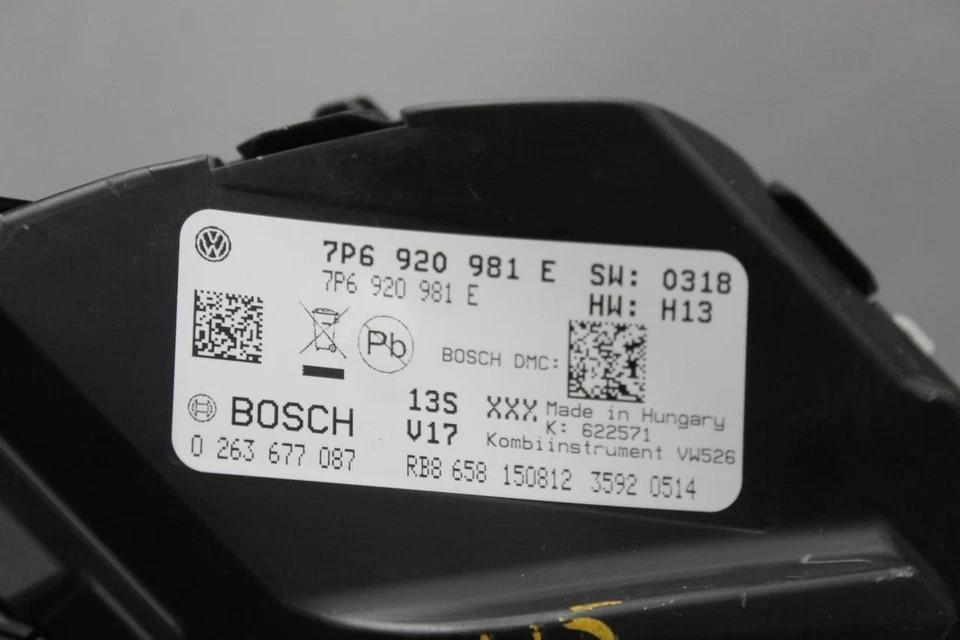 7P6 920 981 E SW: 0318
7P6 920 981 E HW: H13
Pb
BOSCH DMC:
BOSCH 13S XXX Made in Hungary
V17 K: 622571
Kombiinstrument VW526
0 263 677 087 RB8 658 150812 3592 0514